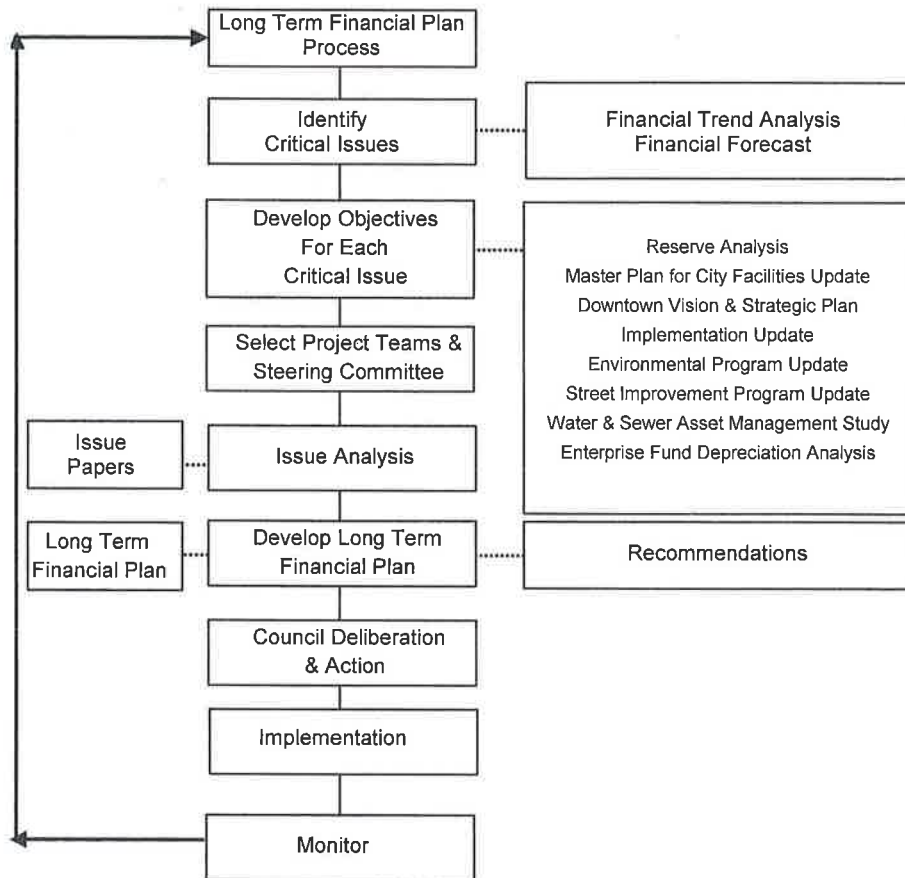 Long Term Financial Plan
Process
Identify
Critical Issues
Financial Trend Analysis
Financial Forecast
Develop Objectives
For Each
Critical Issue
Reserve Analysis
Master Plan for City Facilities Update
Downtown Vision & Strategic Plan
Implementation Update
Environmental Program Update
Street Improvement Program Update
Water & Sewer Asset Management Study
Enterprise Fund Depreciation Analysis
Select Project Teams &
Steering Committee
Issue
Papers
Issue Analysis
Long Term
Financial Plan
Develop Long Term
Financial Plan
Recommendations
Council Deliberation
& Action
Implementation
Monitor